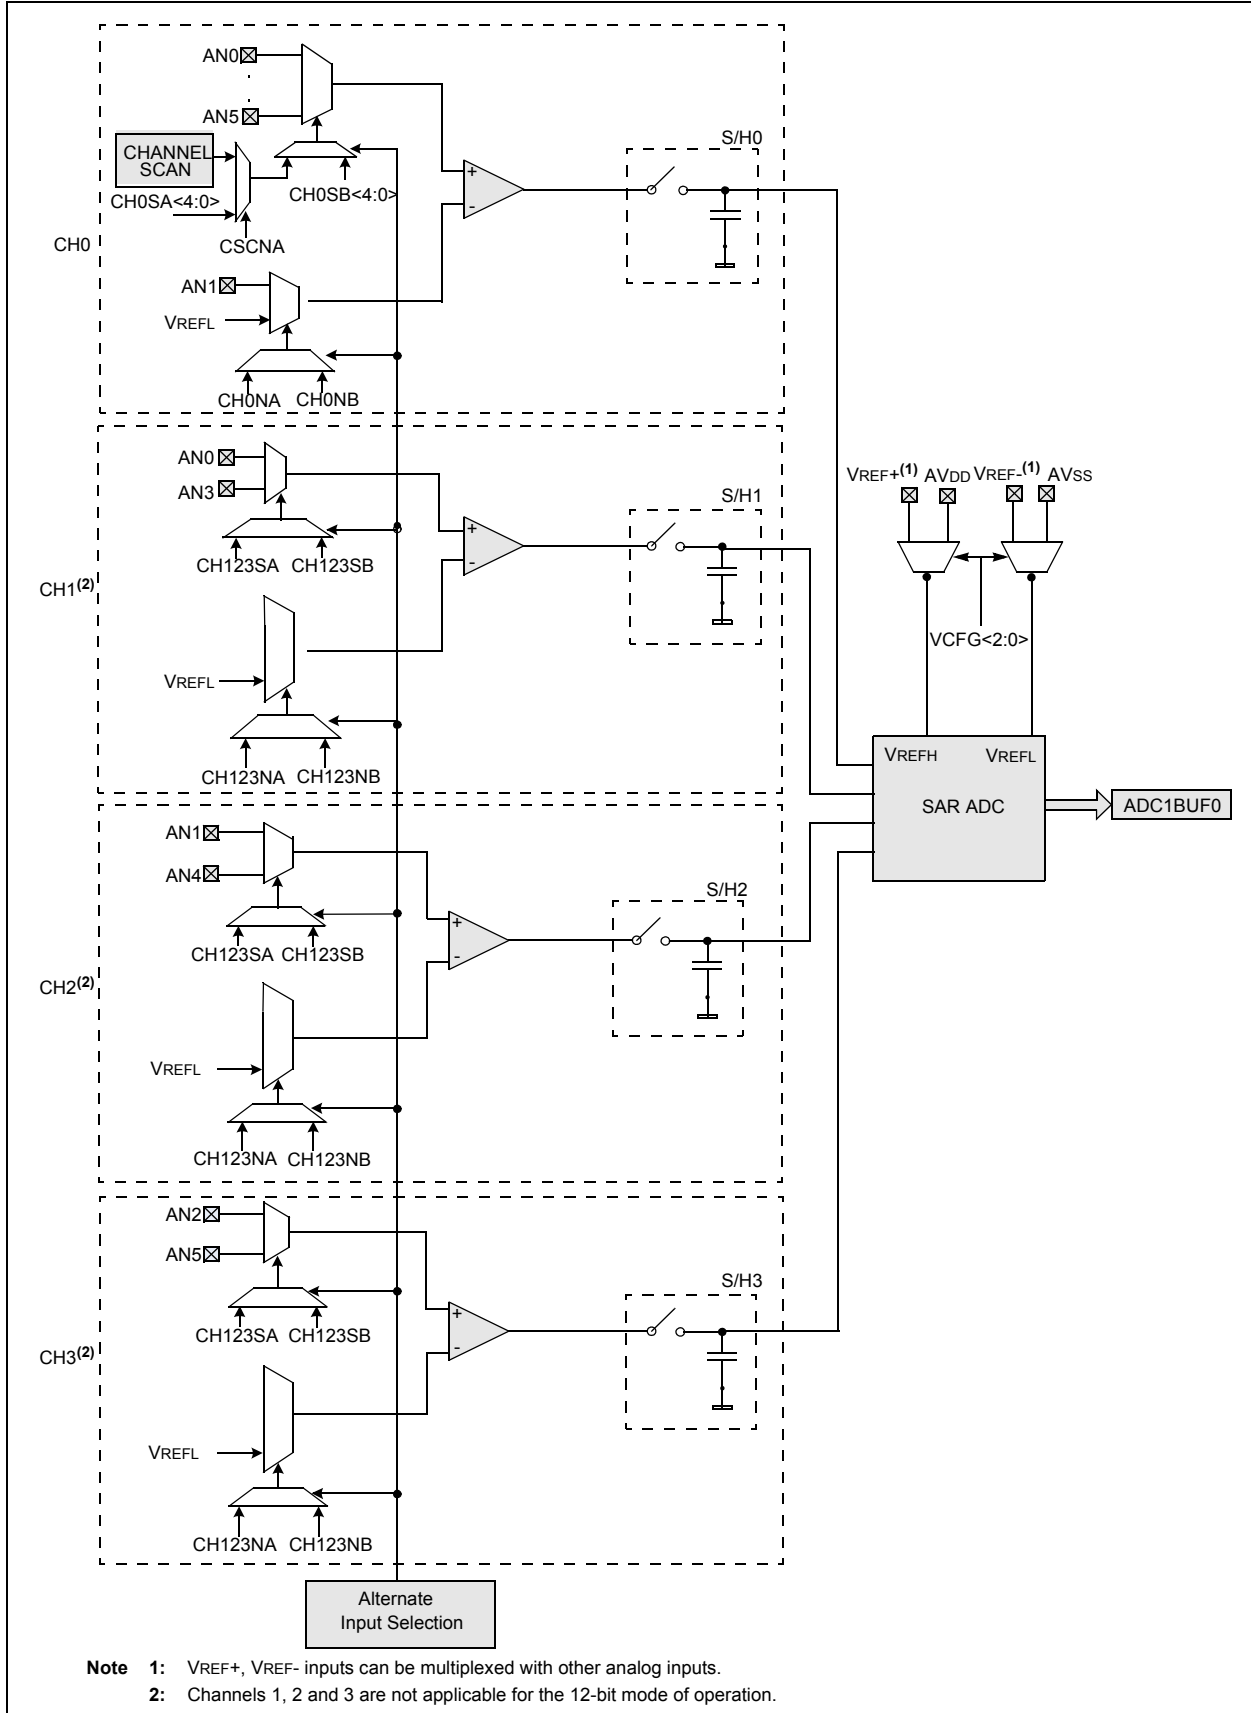 AN0
AN5
CHANNEL
SCAN
CH0SA<4:0>
CH0SB<4:0>
CSCNA
CH0
AN1
VREFL
CH0NA CH0NB
+
-
S/H0
AN0
AN3
CH123SA CH123SB
CH1(2)
VREFL
CH123NA CH123NB
+
-
S/H1
VREF+(1) AVDD VREF-(1) AVSS
VCFG<2:0>
VREFH VREFL
SAR ADC
ADC1BUF0
AN1
AN4
CH123SA CH123SB
CH2(2)
VREFL
CH123NA CH123NB
+
-
S/H2
AN2
AN5
CH123SA CH123SB
CH3(2)
VREFL
CH123NA CH123NB
+
-
S/H3
Alternate
Input Selection
Note 1: VREF+, VREF- inputs can be multiplexed with other analog inputs.
2: Channels 1, 2 and 3 are not applicable for the 12-bit mode of operation.